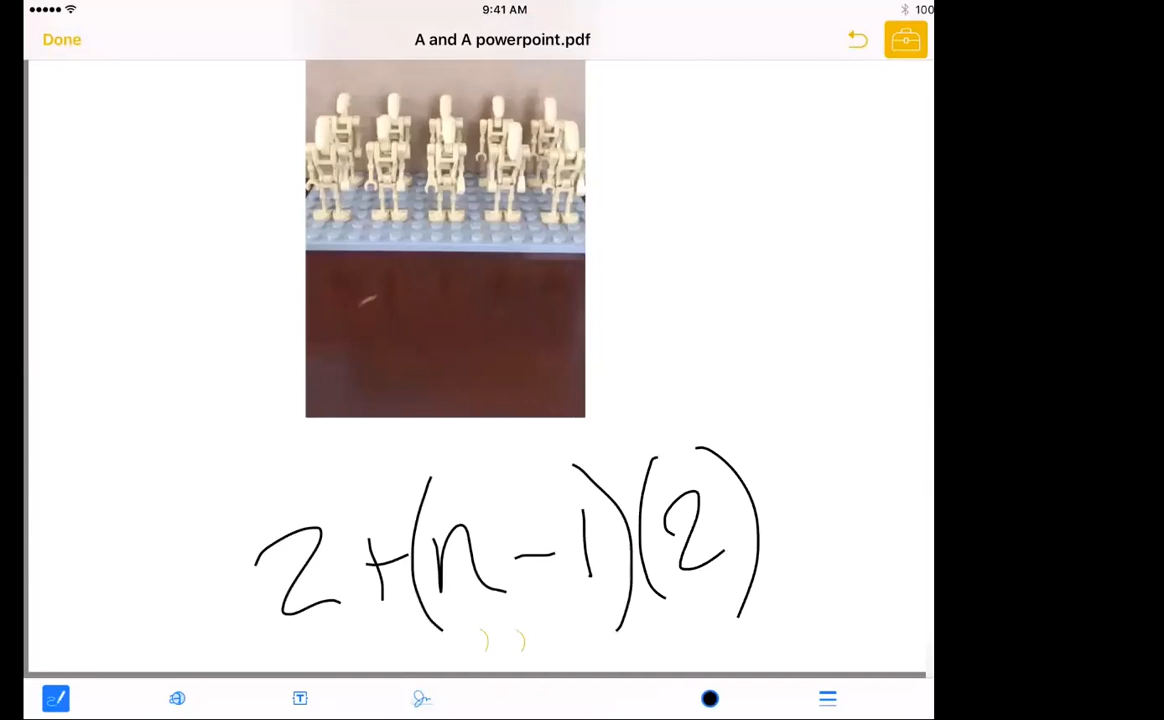 9:41 AM
100
Done
A and A powerpoint.pdf
2+(n-1)(2)
T